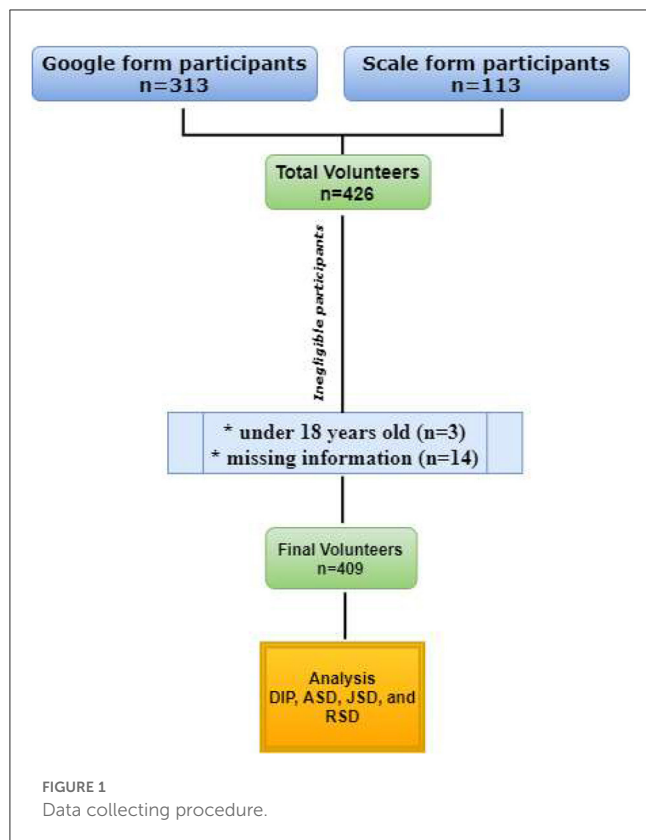 Google form participants
n=313
Scale form participants
n=113
Total Volunteers
n=426
Inegligible participants
* under 18 years old (n=3)
* missing information (n=14)
Final Volunteers
n=409
Analysis
DIP, ASD, JSD, and
RSD
FIGURE 1
Data collecting procedure.